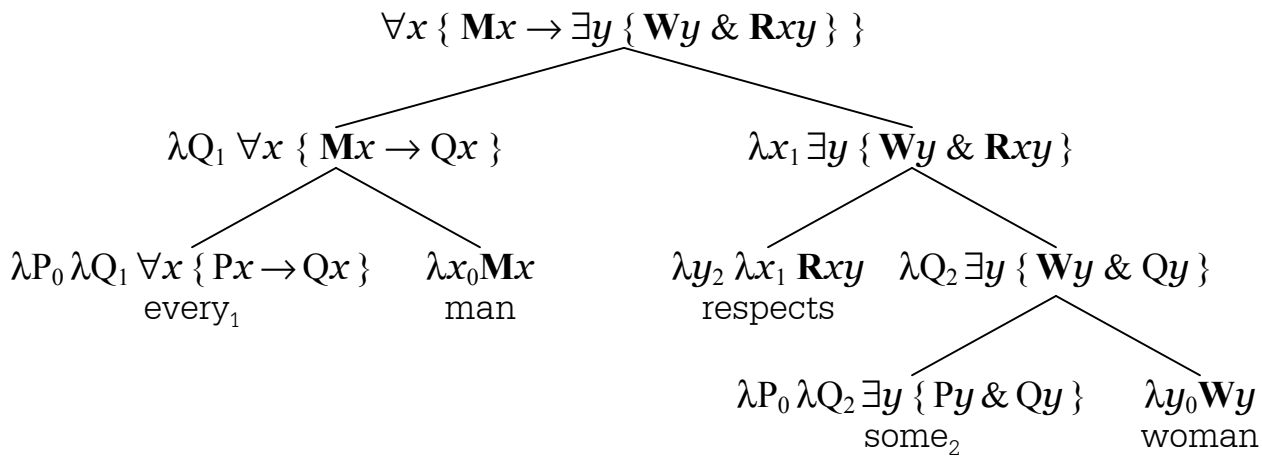 ∀x { Mx → ∃y { Wy & Rxy } }
λQ₁ ∀x { Mx → Qx } λx₁ ∃y { Wy & Rxy }
λP₀ λQ₁ ∀x { Px → Qx } λx₀Mx λy₂ λx₁ Rxy λQ₂ ∃y { Wy & Qy }
every₁ man respects
λP₀ λQ₂ ∃y { Py & Qy } λy₀Wy
some₂ woman